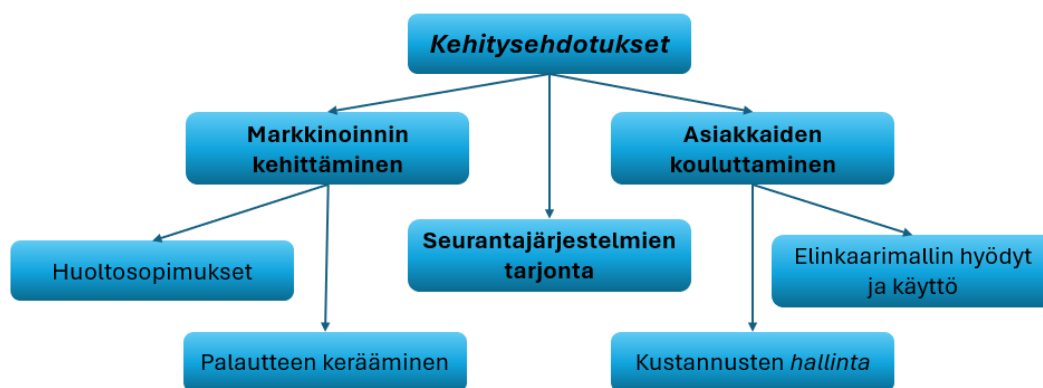 Kehitysehdotukset
Markkinoinnin
kehittäminen
Asiakkaiden
kouluttaminen
Seurantajärjestelmien
tarjonta
Huoltosopimukset
Elinkaarimallin hyödyt
ja käyttö
Palautteen kerääminen
Kustannusten hallinta